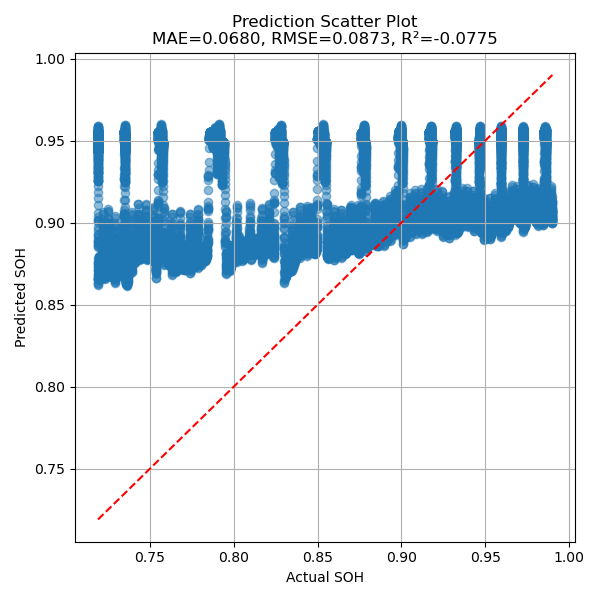 Prediction Scatter Plot
MAE=0.0680, RMSE=0.0873, R²=-0.0775
1.00
0.95
0.90
0.85
0.80
0.75
Predicted SOH
0.75 0.80 0.85 0.90 0.95 1.00
Actual SOH